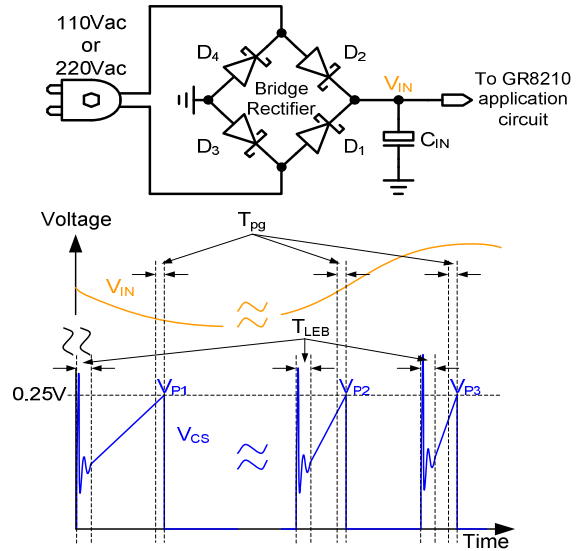 110Vac
or
220Vac
D4
D2
Bridge
Rectifier
D3
D1
VIN
CIN
To GR8210
application
circuit
Voltage
Tpg
VIN
TLEB
0.25V
VP1
VP2
VP3
VCS
Time